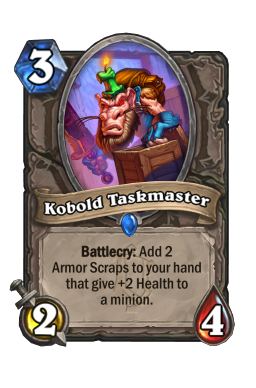 3
Kobold Taskmaster
Battlecry: Add 2
Armor Scraps to your hand
that give +2 Health to
a minion.
2
4